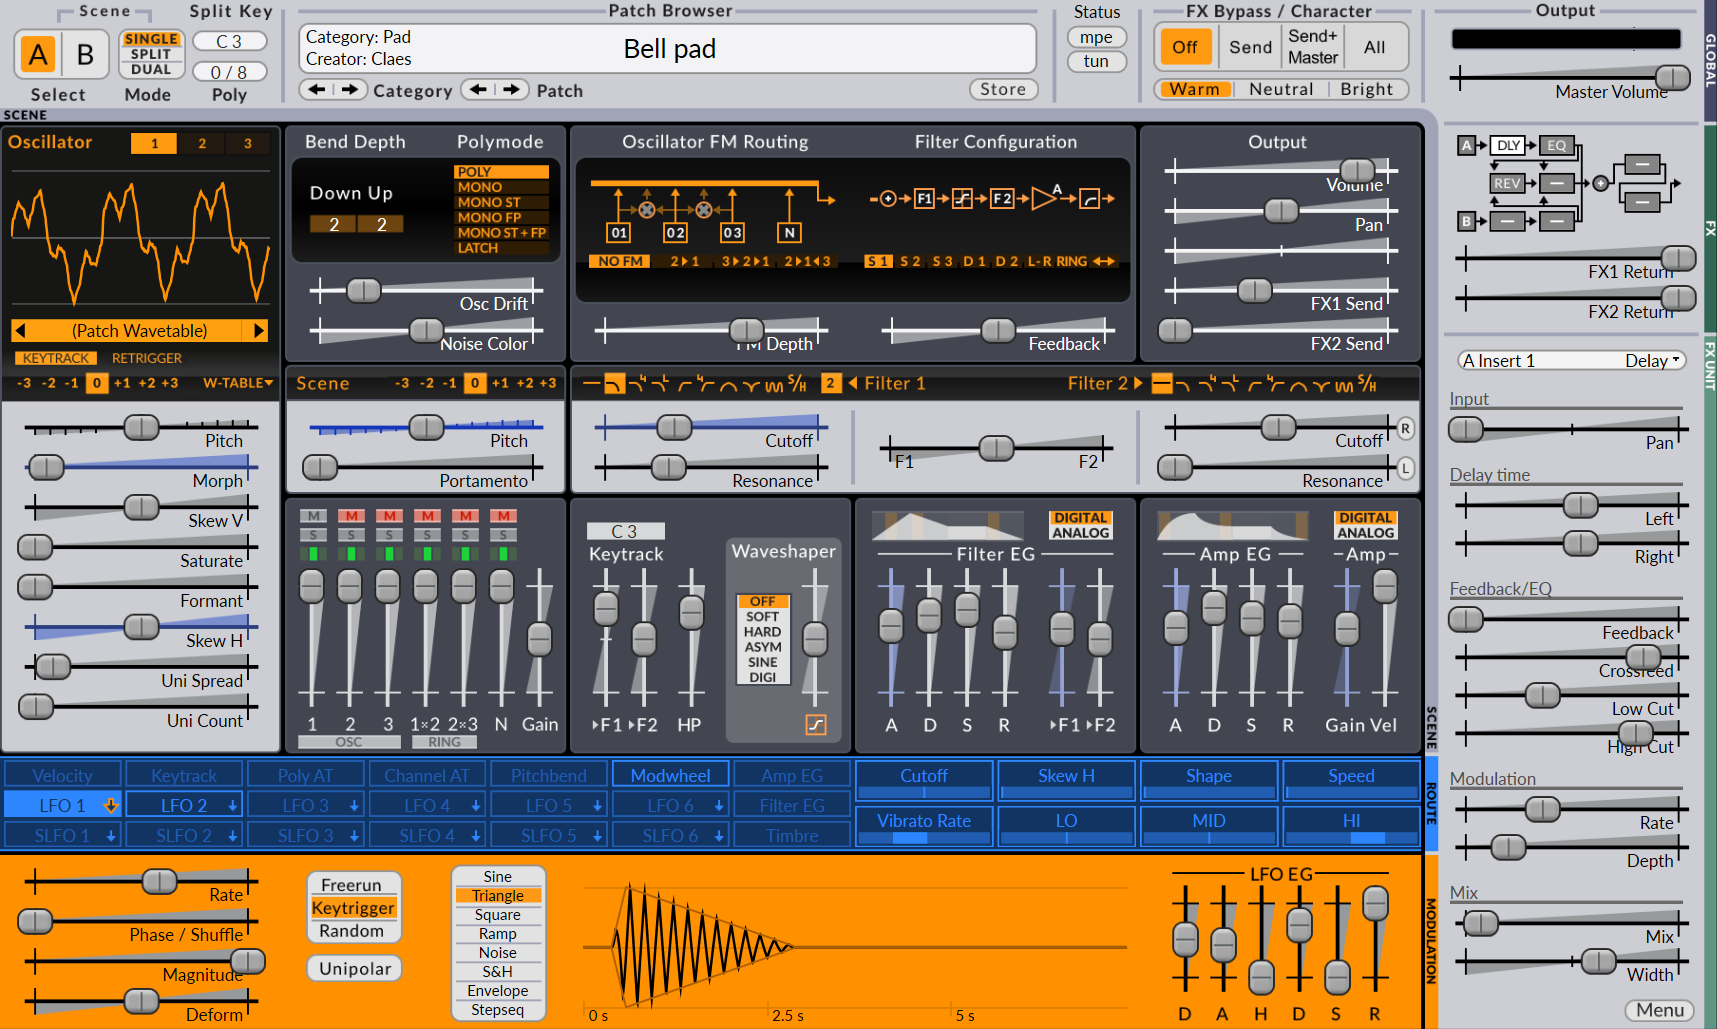 Scene
Split Key
Patch Browser
Status
FX Bypass / Character
Output
A B
SINGLE
SPLIT
DUAL
C 3
0 / 8
Select
Mode
Poly
Category: Pad
Creator: Claes
Bell pad
Category
Patch
Store
mpe
tun
Off
Send
Send+
Master
All
Warm
Neutral
Bright
Master Volume
GLOBAL
SCENE
Oscillator 1 2 3
(Patch Wavetable)
KEYTRACK RETRIGGER
-3 -2 -1 0 +1 +2 +3 W-TABLE
Pitch
Morph
Skew V
Saturate
Formant
Skew H
Uni Spread
Uni Count
Bend Depth
Polymode
Down Up
2 2
POLY
MONO
MONO ST
MONO FP
MONO ST+FP
LATCH
Osc Drift
Noise Color
Oscillator FM Routing
Filter Configuration
O1 O2 O3 N
NO FM 2 1 3 2 1 2 1 3
F1 F2 A
S 1 S 2 S 3 D 1 D 2 L-R RING
FM Depth
Feedback
Output
Volume
Pan
FX1 Send
FX2 Send
Scene -3 -2 -1 0 +1 +2 +3
Pitch
Portamento
S/H 2 Filter 1
Filter 2 S/H
Cutoff
Resonance
F1 F2
Cutoff R
Resonance L
M M M M M M
S S S S S S
1 2 3 1×2 2×3 N Gain
OSC RING
C 3
Keytrack
F1 F2 HP
Waveshaper
OFF
SOFT
HARD
ASYM
SINE
DIGI
DIGITAL
ANALOG
Filter EG
A D S R F1 F2
DIGITAL
ANALOG
Amp EG
Amp
A D S R Gain Vel
SCENE
Velocity Keytrack Poly AT Channel AT Pitchbend Modwheel Amp EG
LFO 1 LFO 2 LFO 3 LFO 4 LFO 5 LFO 6 Filter EG
SLFO 1 SLFO 2 SLFO 3 SLFO 4 SLFO 5 SLFO 6 Timbre
Cutoff Skew H Shape Speed
Vibrato Rate LO MID HI
ROUTE
Rate
Phase / Shuffle
Magnitude
Deform
Freerun
Keytrigger
Random
Unipolar
Sine
Triangle
Square
Ramp
Noise
S&H
Envelope
Stepseq
0 s 2.5 s 5 s
LFO EG
D A H D S R
MODULATION
A DLY EQ
REV
B
FX1 Return
FX2 Return
FX
A Insert 1 Delay
Input
Pan
Delay time
Left
Right
Feedback/EQ
Feedback
Crossfeed
Low Cut
High Cut
Modulation
Rate
Depth
Mix
Mix
Width
Menu
FX UNIT